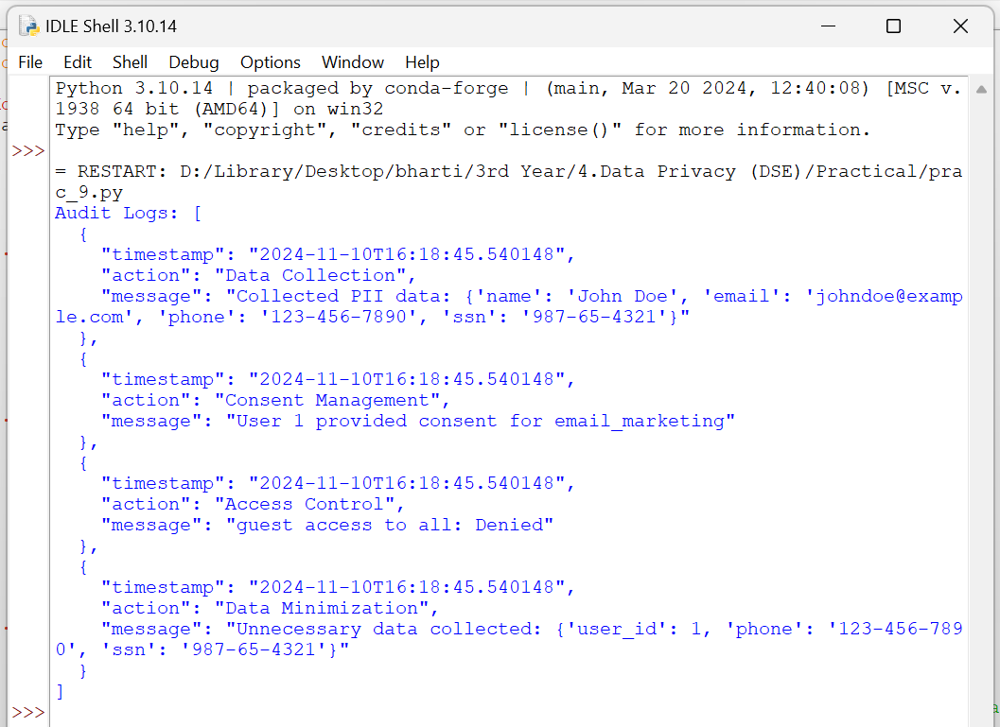 IDLE Shell 3.10.14
File Edit Shell Debug Options Window Help
Python 3.10.14 | packaged by conda-forge | (main, Mar 20 2024, 12:40:08) [MSC v.
1938 64 bit (AMD64)] on win32
Type "help", "copyright", "credits" or "license()" for more information.
>>>
= RESTART: D:/Library/Desktop/bharti/3rd Year/4.Data Privacy (DSE)/Practical/pra
c_9.py
Audit Logs: [
  {
    "timestamp": "2024-11-10T16:18:45.540148",
    "action": "Data Collection",
    "message": "Collected PII data: {'name': 'John Doe', 'email': 'johndoe@examp
le.com', 'phone': '123-456-7890', 'ssn': '987-65-4321'}"
  },
  {
    "timestamp": "2024-11-10T16:18:45.540148",
    "action": "Consent Management",
    "message": "User 1 provided consent for email_marketing"
  },
  {
    "timestamp": "2024-11-10T16:18:45.540148",
    "action": "Access Control",
    "message": "guest access to all: Denied"
  },
  {
    "timestamp": "2024-11-10T16:18:45.540148",
    "action": "Data Minimization",
    "message": "Unnecessary data collected: {'user_id': 1, 'phone': '123-456-789
0', 'ssn': '987-65-4321'}"
  }
]
>>>